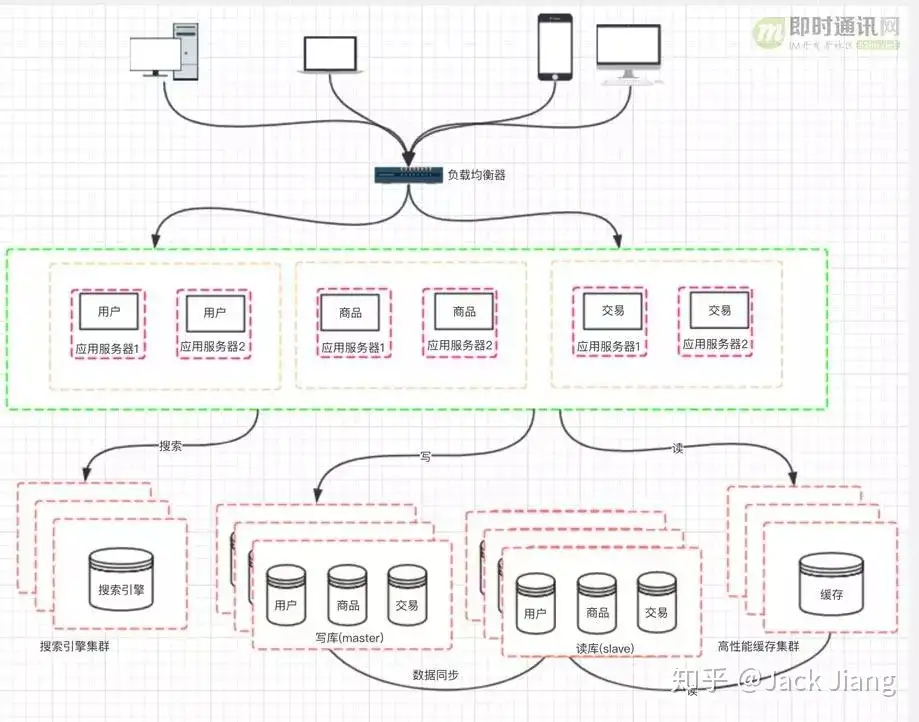 即时通讯网
负载均衡器
用户
用户
商品
商品
交易
交易
应用服务器1
应用服务器2
应用服务器1
应用服务器2
应用服务器1
应用服务器2
搜索
写
读
搜索引擎
用户
商品
交易
用户
商品
交易
缓存
搜索引擎集群
写库(master)
读库(slave)
高性能缓存集群
数据同步
读
知乎 @Jack Jiang